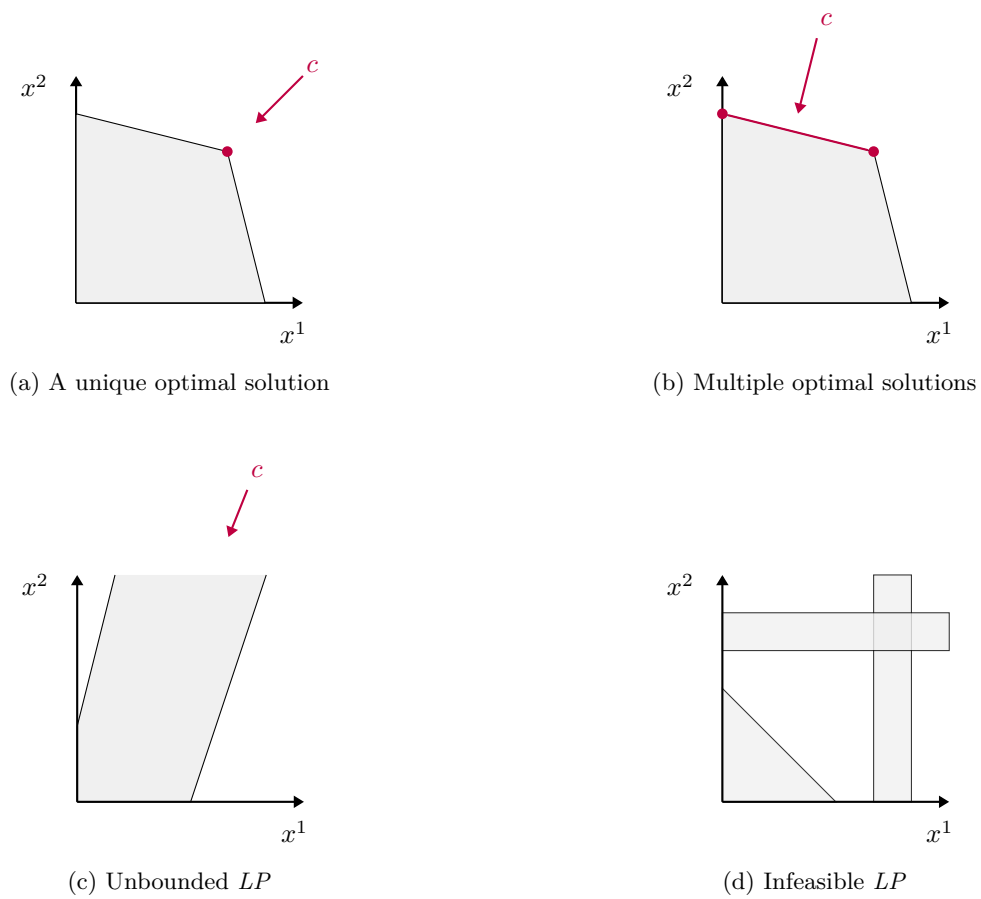 c
x²
x¹
(a) A unique optimal solution
c
x²
x¹
(b) Multiple optimal solutions
c
x²
x¹
(c) Unbounded LP
x²
x¹
(d) Infeasible LP